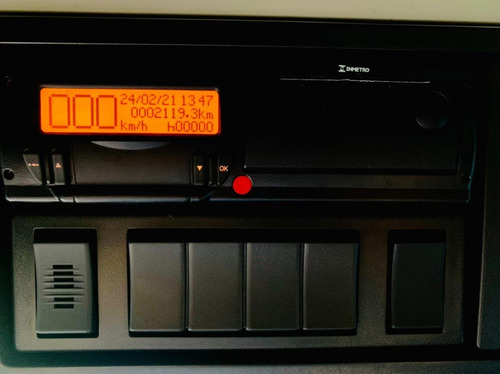 INMETRO
000
24/02/21 13 47
0002119.3km
km/h h00000
OK